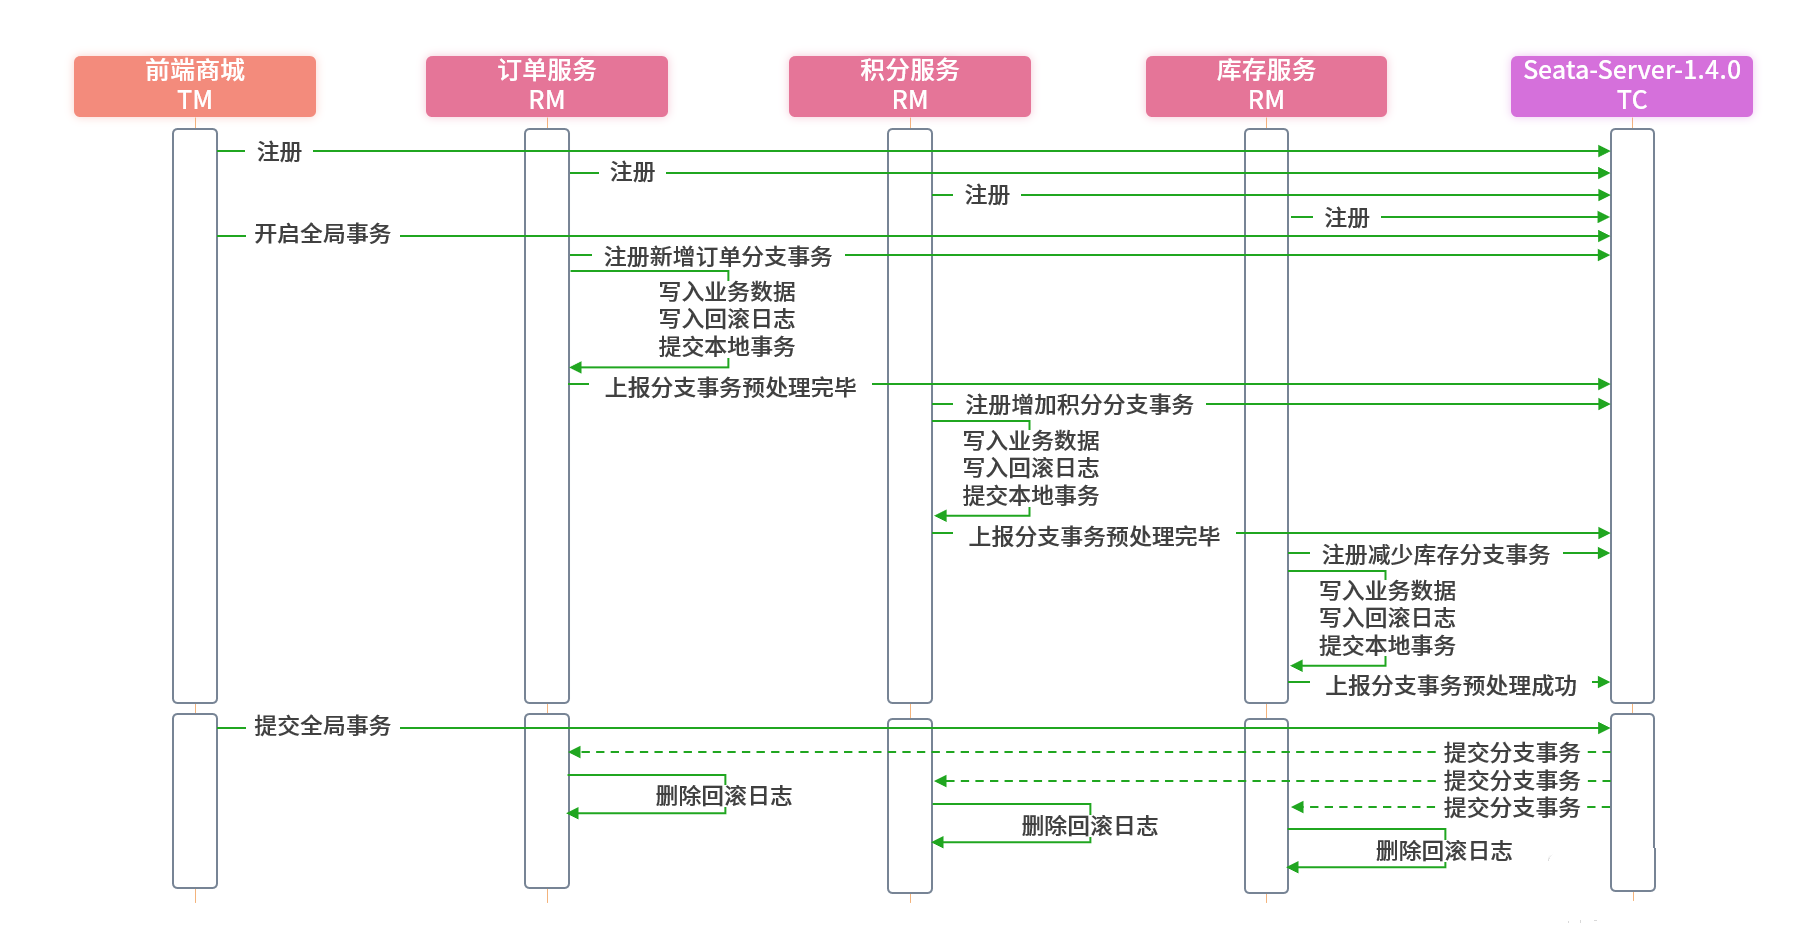 前端商城
TM
订单服务
RM
积分服务
RM
库存服务
RM
Seata-Server-1.4.0
TC
注册
注册
注册
注册
开启全局事务
注册新增订单分支事务
写入业务数据
写入回滚日志
提交本地事务
上报分支事务预处理完毕
注册增加积分分支事务
写入业务数据
写入回滚日志
提交本地事务
上报分支事务预处理完毕
注册减少库存分支事务
写入业务数据
写入回滚日志
提交本地事务
上报分支事务预处理成功
提交全局事务
提交分支事务
提交分支事务
提交分支事务
删除回滚日志
删除回滚日志
删除回滚日志